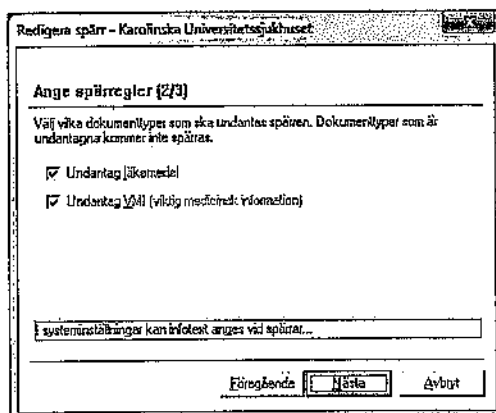 Redigera spärr - Karolinska Universitetssjukhuset
Ange spärregler (2/3)
Välj vilka dokumenttyper som ska undantas spärren. Dokumenttyper som är
undantagna kommer inte spärras.
Undantag läkemedel
Undantag VMI (viktig medicinsk information)
I systeminställningar kan infotext anges vid spärrar...
Föregående
Nästa
Avbryt